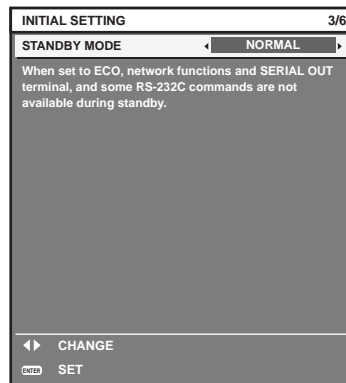 INITIAL SETTING 3/6
STANDBY MODE NORMAL
When set to ECO, network functions and SERIAL OUT
terminal, and some RS-232C commands are not
available during standby.
CHANGE
ENTER SET